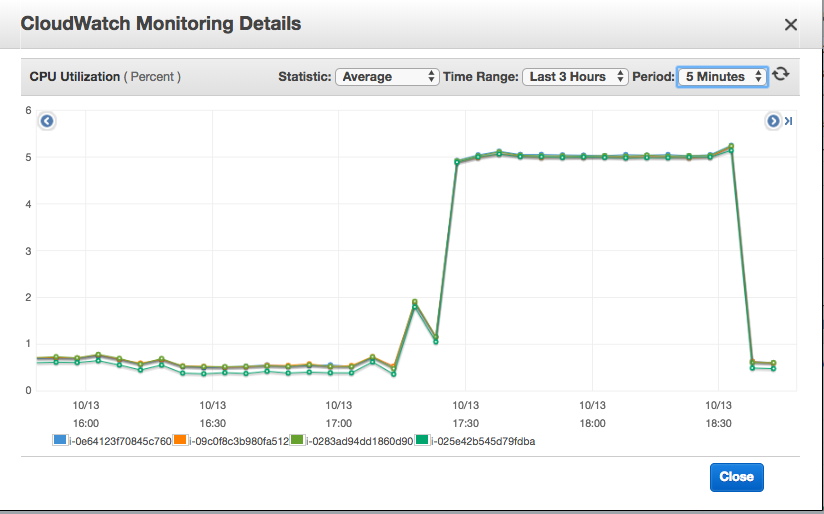 CloudWatch Monitoring Details
CPU Utilization ( Percent ) Statistic: Average Time Range: Last 3 Hours Period: 5 Minutes
6
5
4
3
2
1
0
10/13 10/13 10/13 10/13 10/13 10/13
16:00 16:30 17:00 17:30 18:00 18:30
i-0e64123f70845c760 i-09c0f8c3b980fa512 i-0283ad94dd1860d90 i-025e42b545d79fdba
Close